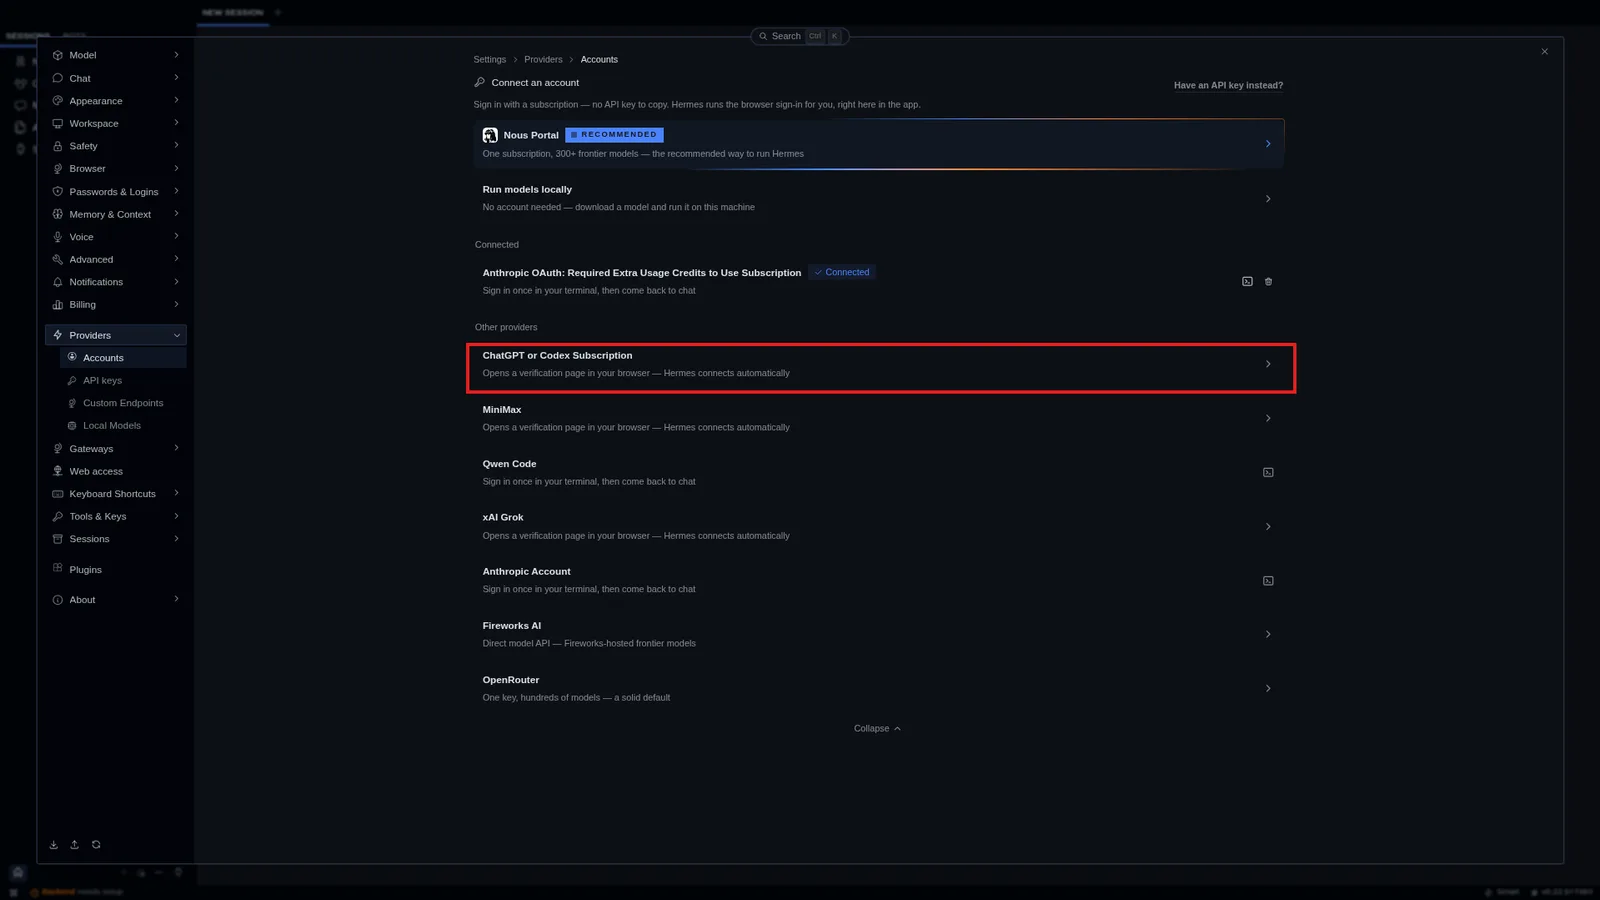 NEW SESSION
SESSIONS
Search Ctrl K
Model
Chat
Appearance
Workspace
Safety
Browser
Passwords & Logins
Memory & Context
Voice
Advanced
Notifications
Billing
Providers
Accounts
API keys
Custom Endpoints
Local Models
Gateways
Web access
Keyboard Shortcuts
Tools & Keys
Sessions
Plugins
About
Settings > Providers > Accounts
Connect an account
Have an API key instead?
Sign in with a subscription — no API key to copy. Hermes runs the browser sign-in for you, right here in the app.
Nous Portal RECOMMENDED
One subscription, 300+ frontier models — the recommended way to run Hermes
Run models locally
No account needed — download a model and run it on this machine
Connected
Anthropic OAuth: Required Extra Usage Credits to Use Subscription Connected
Sign in once in your terminal, then come back to chat
Other providers
ChatGPT or Codex Subscription
Opens a verification page in your browser — Hermes connects automatically
MiniMax
Opens a verification page in your browser — Hermes connects automatically
Qwen Code
Sign in once in your terminal, then come back to chat
xAI Grok
Opens a verification page in your browser — Hermes connects automatically
Anthropic Account
Sign in once in your terminal, then come back to chat
Fireworks AI
Direct model API — Fireworks-hosted frontier models
OpenRouter
One key, hundreds of models — a solid default
Collapse
Backend needs setup